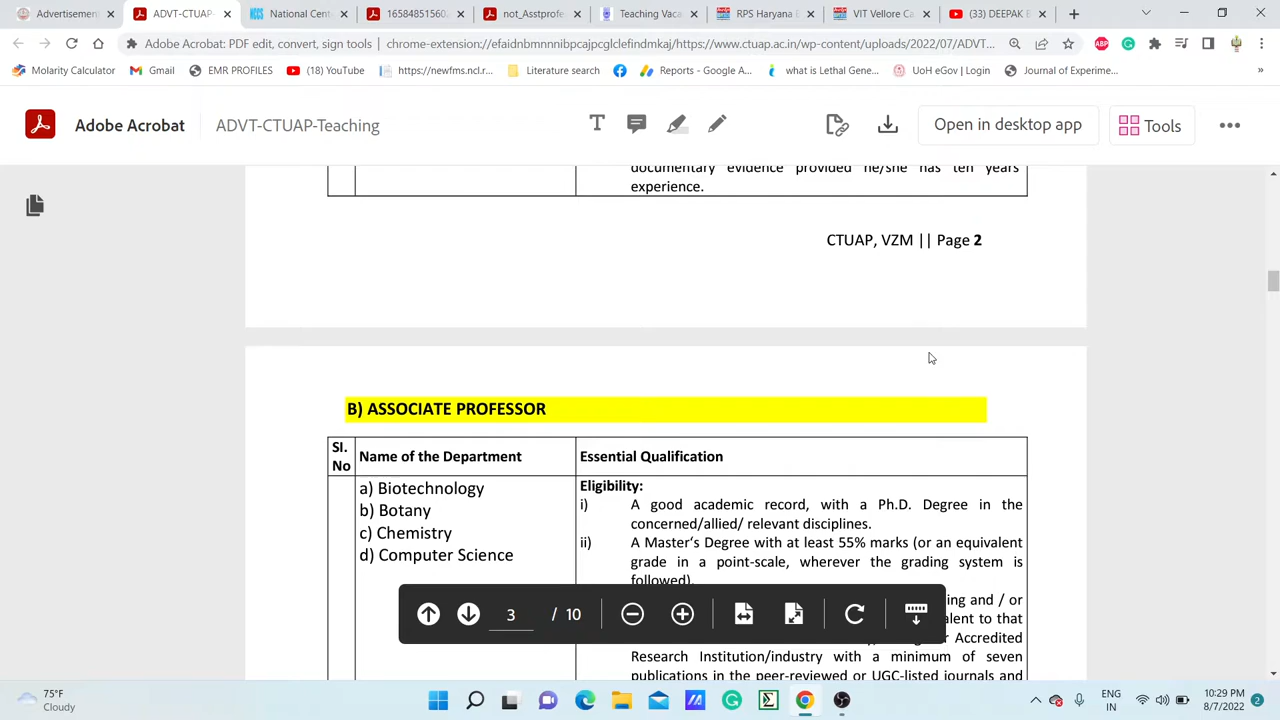 Advertisemen
ADVT-CTUAP-
National Cent
16584851560
not Asstprofe
Teaching Vaca
RPS Haryana
VIT Vellore Ca
(33) DEEPAK B
Adobe Acrobat: PDF edit, convert, sign tools | chrome-extension://efaidnbmnnnibpcajpcglclefindmkaj/https://www.ctuap.ac.in/wp-content/uploads/2022/07/ADVT...
Molarity Calculator
Gmail
EMR PROFILES
(18) YouTube
https://newfms.ncl.r...
Literature search
Reports - Google A...
what is Lethal Gene...
UoH eGov | Login
Journal of Experime...
»
Adobe Acrobat
ADVT-CTUAP-Teaching
Open in desktop app
Tools
documentary evidence provided he/she has ten years
experience.
CTUAP, VZM || Page 2
B) ASSOCIATE PROFESSOR
SI.
No
Name of the Department
Essential Qualification
a) Biotechnology
b) Botany
c) Chemistry
d) Computer Science
Eligibility:
i) A good academic record, with a Ph.D. Degree in the
concerned/allied/ relevant disciplines.
ii) A Master's Degree with at least 55% marks (or an equivalent
grade in a point-scale, wherever the grading system is
followed).
ing and / or
alent to that
r Accredited
Research Institution/industry with a minimum of seven
publications in the peer-reviewed or UGC-listed journals and
3 / 10
75°F
Cloudy
ENG
IN
10:29 PM
8/7/2022
2